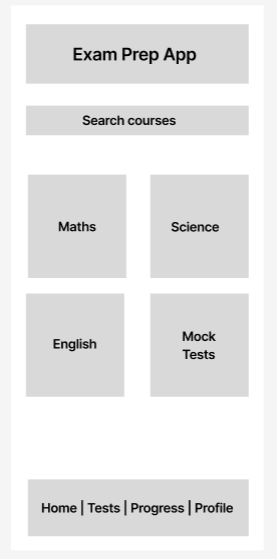 Exam Prep App
Search courses
Maths
Science
English
Mock
Tests
Home | Tests | Progress | Profile